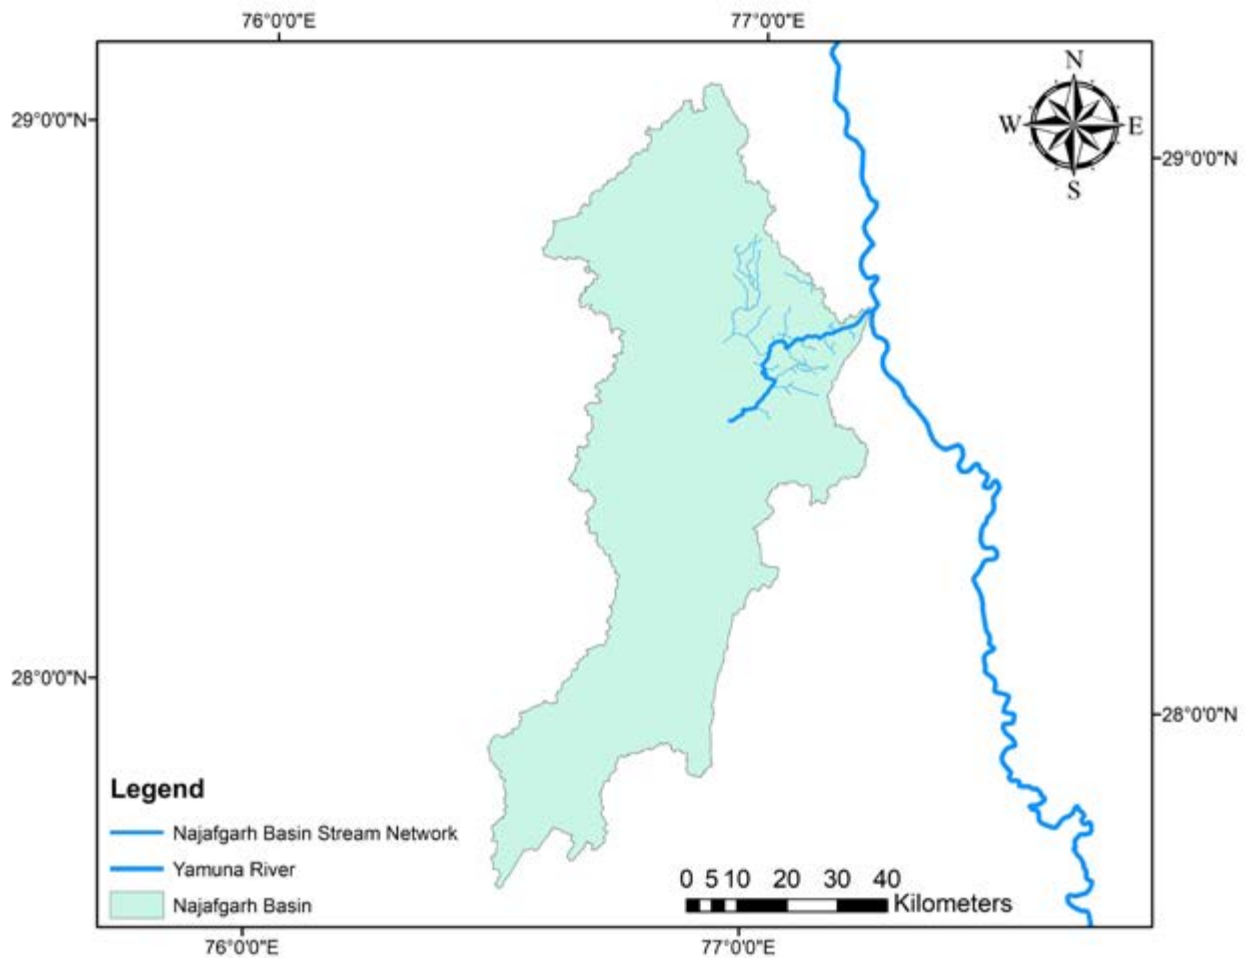 76°0'0"E 77°0'0"E
N
W E
S
29°0'0"N 29°0'0"N
28°0'0"N 28°0'0"N
Legend
Najafgarh Basin Stream Network
Yamuna River
Najafgarh Basin
0 5 10 20 30 40
Kilometers
76°0'0"E 77°0'0"E